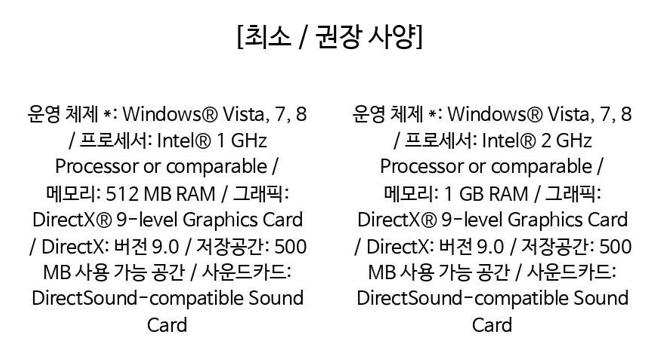 [최소 / 권장 사양]
운영 체제 *: Windows® Vista, 7, 8
/ 프로세서: Intel® 1 GHz
Processor or comparable /
메모리: 512 MB RAM / 그래픽:
DirectX® 9-level Graphics Card
/ DirectX: 버전 9.0 / 저장공간: 500
MB 사용 가능 공간 / 사운드카드:
DirectSound-compatible Sound
Card
운영 체제 *: Windows® Vista, 7, 8
/ 프로세서: Intel® 2 GHz
Processor or comparable /
메모리: 1 GB RAM / 그래픽:
DirectX® 9-level Graphics Card
/ DirectX: 버전 9.0 / 저장공간: 500
MB 사용 가능 공간 / 사운드카드:
DirectSound-compatible Sound
Card